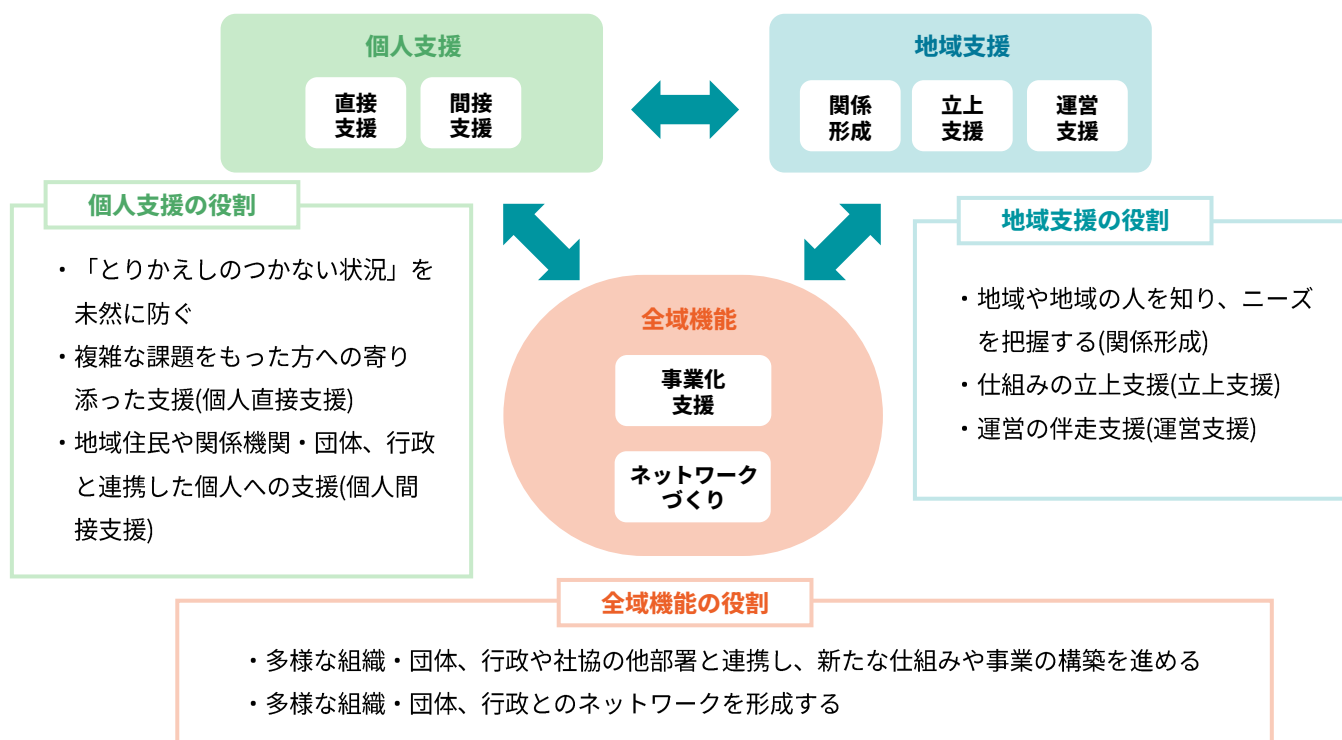 個人支援
直接
支援
間接
支援
地域支援
関係
形成
立上
支援
運営
支援
個人支援の役割
・「とりかえしのつかない状況」を
未然に防ぐ
・複雑な課題をもった方への寄り
添った支援(個人直接支援)
・地域住民や関係機関・団体、行政
と連携した個人への支援(個人間
接支援)
地域支援の役割
・地域や地域の人を知り、ニーズ
を把握する(関係形成)
・仕組みの立上支援(立上支援)
・運営の伴走支援(運営支援)
全域機能
事業化
支援
ネットワーク
づくり
全域機能の役割
・多様な組織・団体、行政や社協の他部署と連携し、新たな仕組みや事業の構築を進める
・多様な組織・団体、行政とのネットワークを形成する